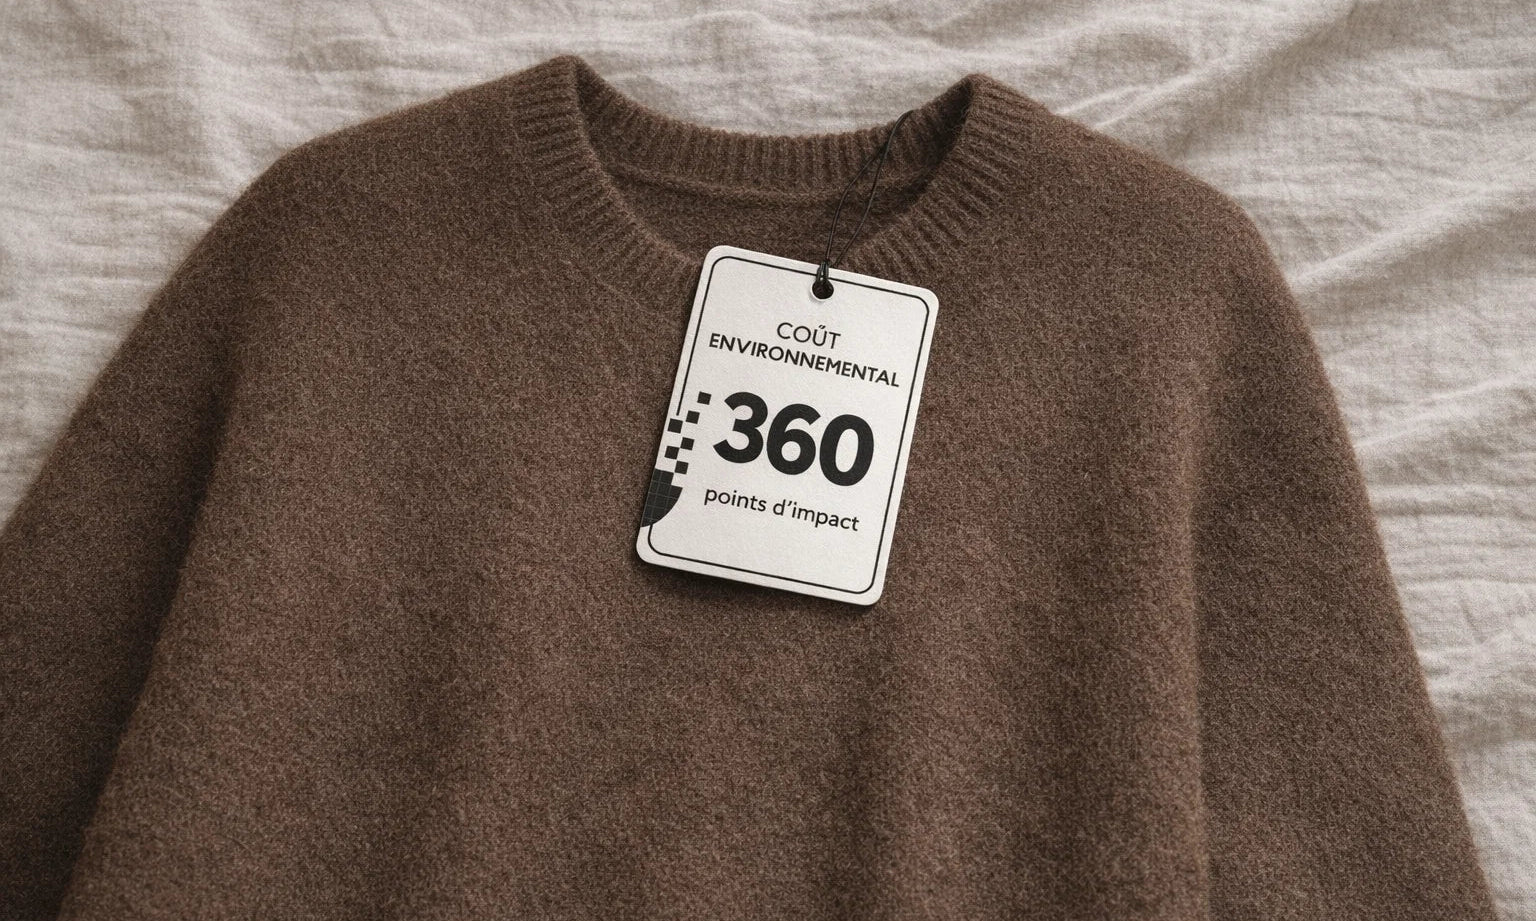 COÛT
ENVIRONNEMENTAL
360
points d'impact